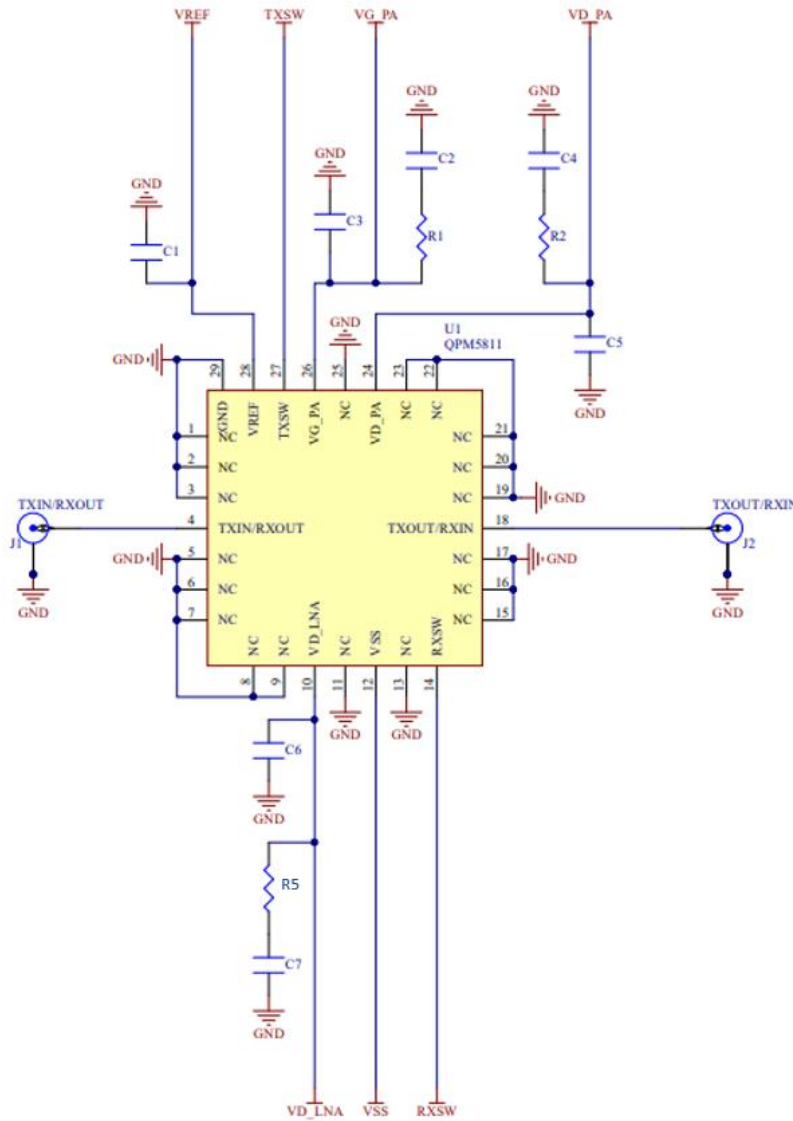 VREF TXSW VG_PA VD_PA
GND GND
C2 C4
GND
GND
C3 R1 R2
C1
GND
U1
QPM5811
C5
GND
29 28 27 26 25 24 23 22
GND
GND VREF TXSW VG_PA NC VD_PA NC NC
1 NC NC 21
2 NC NC 20
3 NC NC 19 GND
TXIN/RXOUT TXOUT/RXIN
4 TXIN/RXOUT TXOUT/RXIN 18
J1 J2
GND 5 NC NC 17 GND
6 NC NC 16
7 NC NC 15
GND GND
NC NC VD_LNA NC VSS NC RXSW
8 9 10 11 12 13 14
GND GND
C6
GND
R5
C7
GND
VD_LNA VSS RXSW